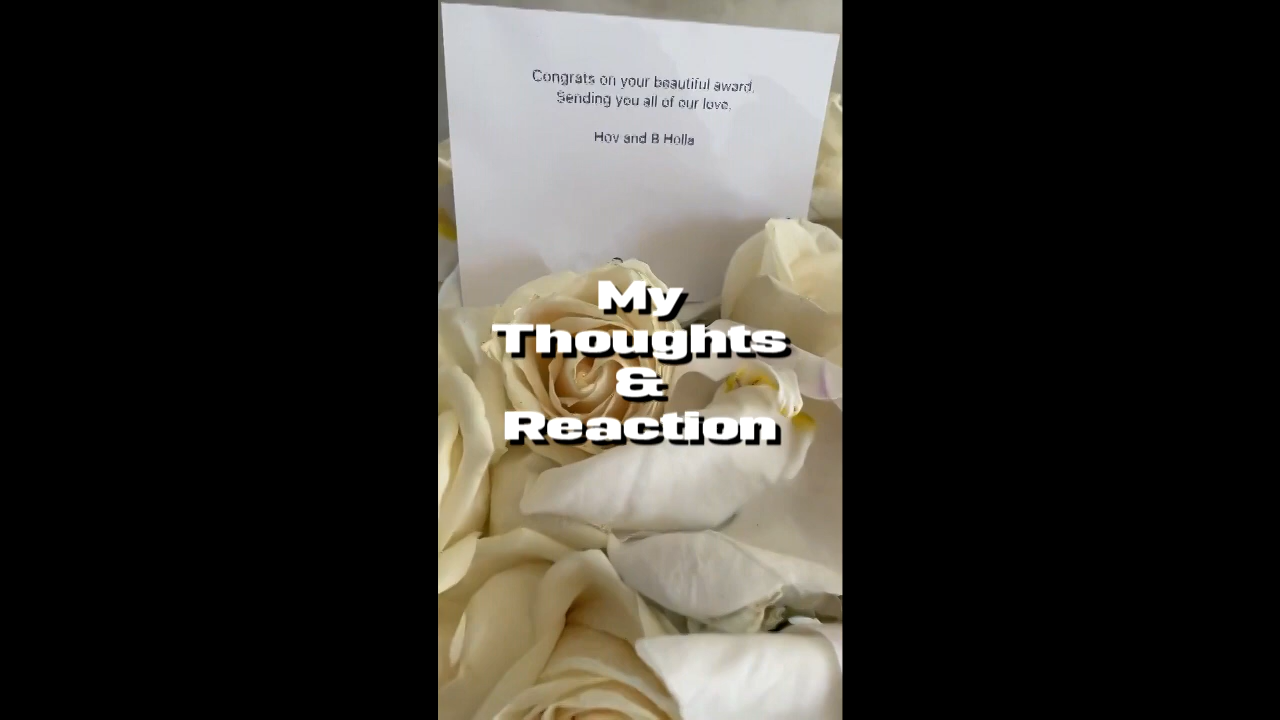 Congrats on your beautiful award.
Sending you all of our love.
Hov and B Holla
My
Thoughts
&
Reaction